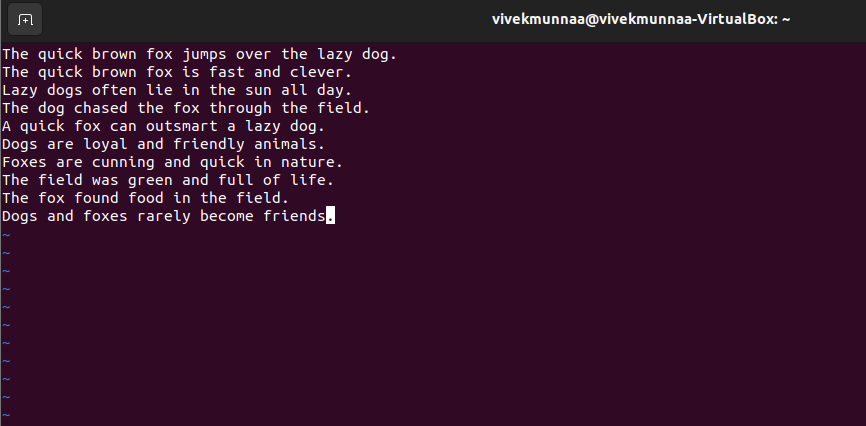 vivekmunnaa@vivekmunnaa-VirtualBox: ~
The quick brown fox jumps over the lazy dog.
The quick brown fox is fast and clever.
Lazy dogs often lie in the sun all day.
The dog chased the fox through the field.
A quick fox can outsmart a lazy dog.
Dogs are loyal and friendly animals.
Foxes are cunning and quick in nature.
The field was green and full of life.
The fox found food in the field.
Dogs and foxes rarely become friends.
~
~
~
~
~
~
~
~
~
~
~